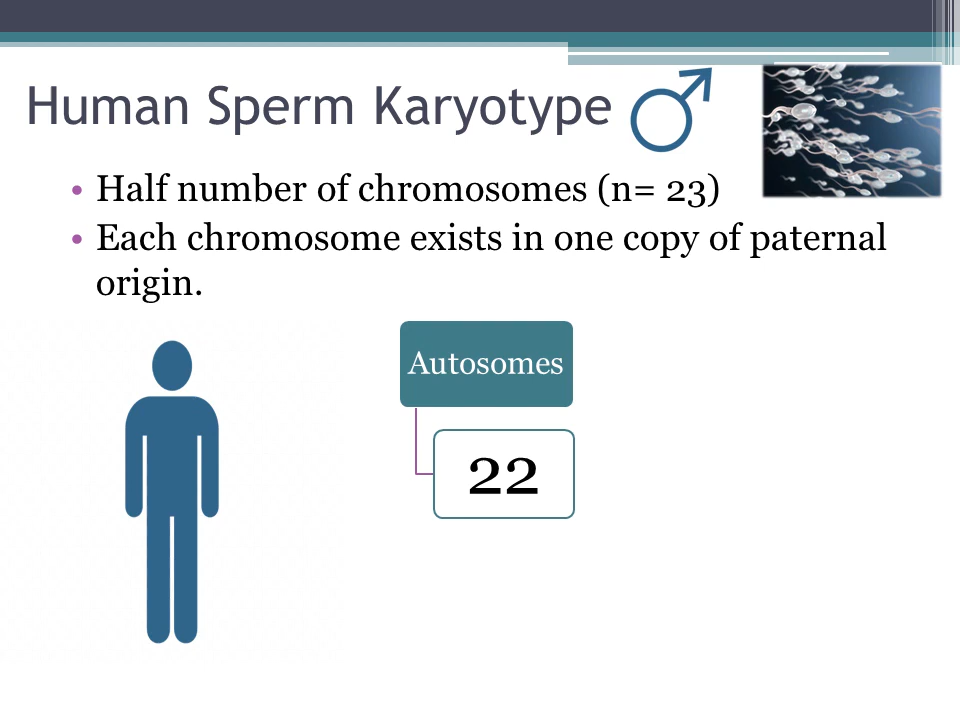 Human Sperm Karyotype
• Half number of chromosomes (n= 23)
• Each chromosome exists in one copy of paternal
origin.
Autosomes
22